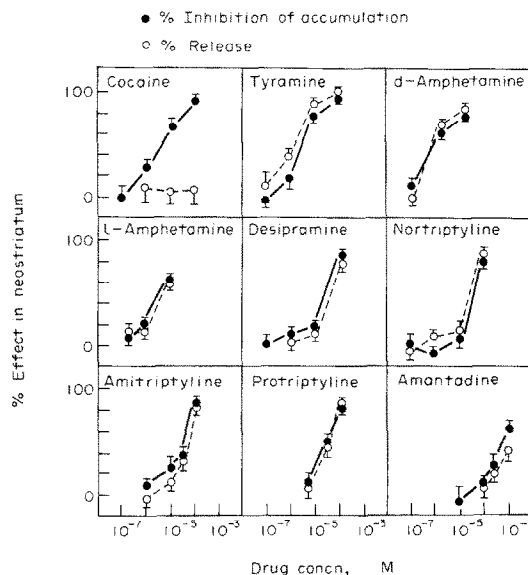 ● % Inhibition of accumulation
○ % Release
Cocaine
Tyramine
d-Amphetamine
100
0
l-Amphetamine
Desipramine
Nortriptyline
100
0
Amitriptyline
Protriptyline
Amantadine
100
0
% Effect in neostriatum
10⁻⁷ 10⁻⁵ 10⁻³ 10⁻⁷ 10⁻⁵ 10⁻³ 10⁻⁷ 10⁻⁵ 10⁻³
Drug concn, M